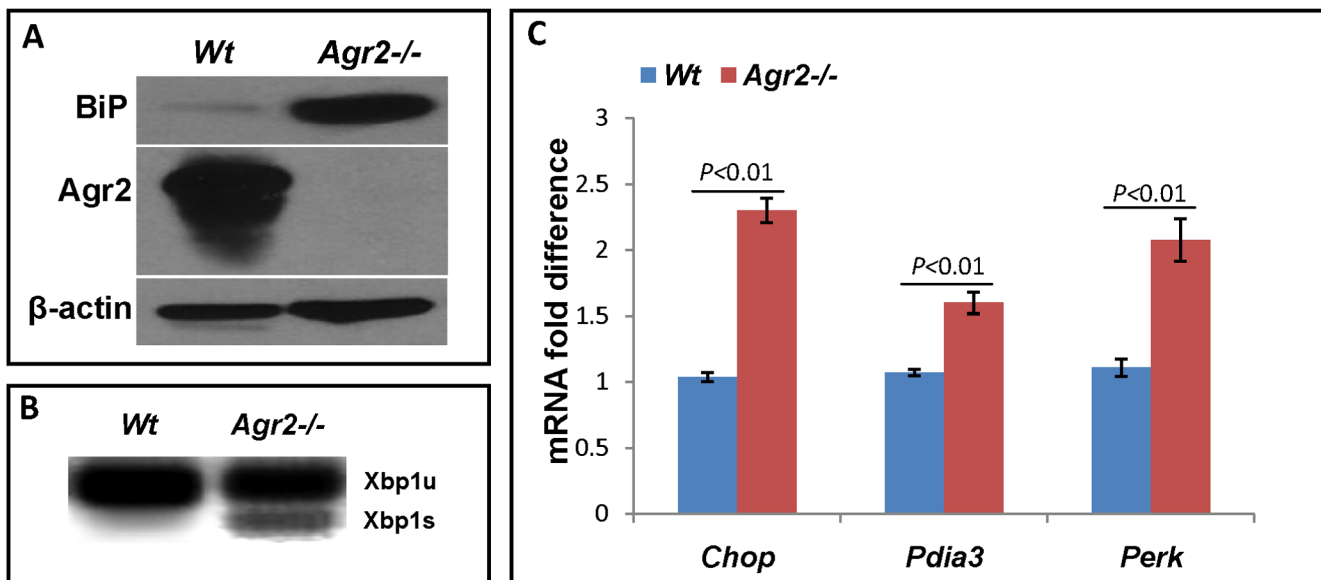 A
Wt Agr2-/-
BiP
Agr2
β-actin
B
Wt Agr2-/-
Xbp1u
Xbp1s
C
Wt Agr2-/-
mRNA fold difference
3
2.5
2
1.5
1
0.5
0
P<0.01
P<0.01
P<0.01
Chop Pdia3 Perk